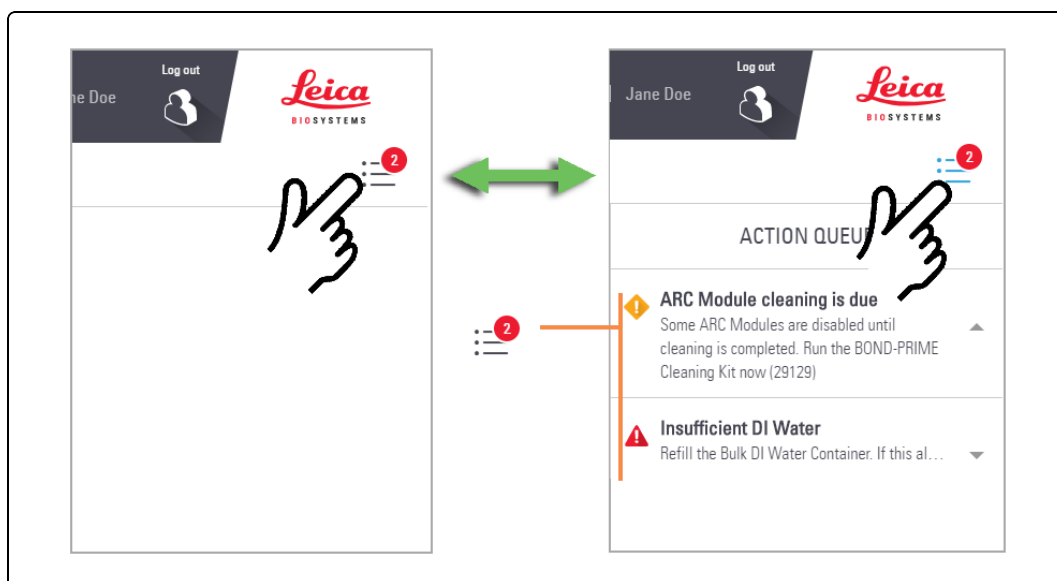 Log out
ne Doe
Leica
BIOSYSTEMS
2
Log out
Jane Doe
Leica
BIOSYSTEMS
2
ACTION QUEU
2
ARC Module cleaning is due
Some ARC Modules are disabled until
cleaning is completed. Run the BOND-PRIME
Cleaning Kit now (29129)
Insufficient DI Water
Refill the Bulk DI Water Container. If this al...